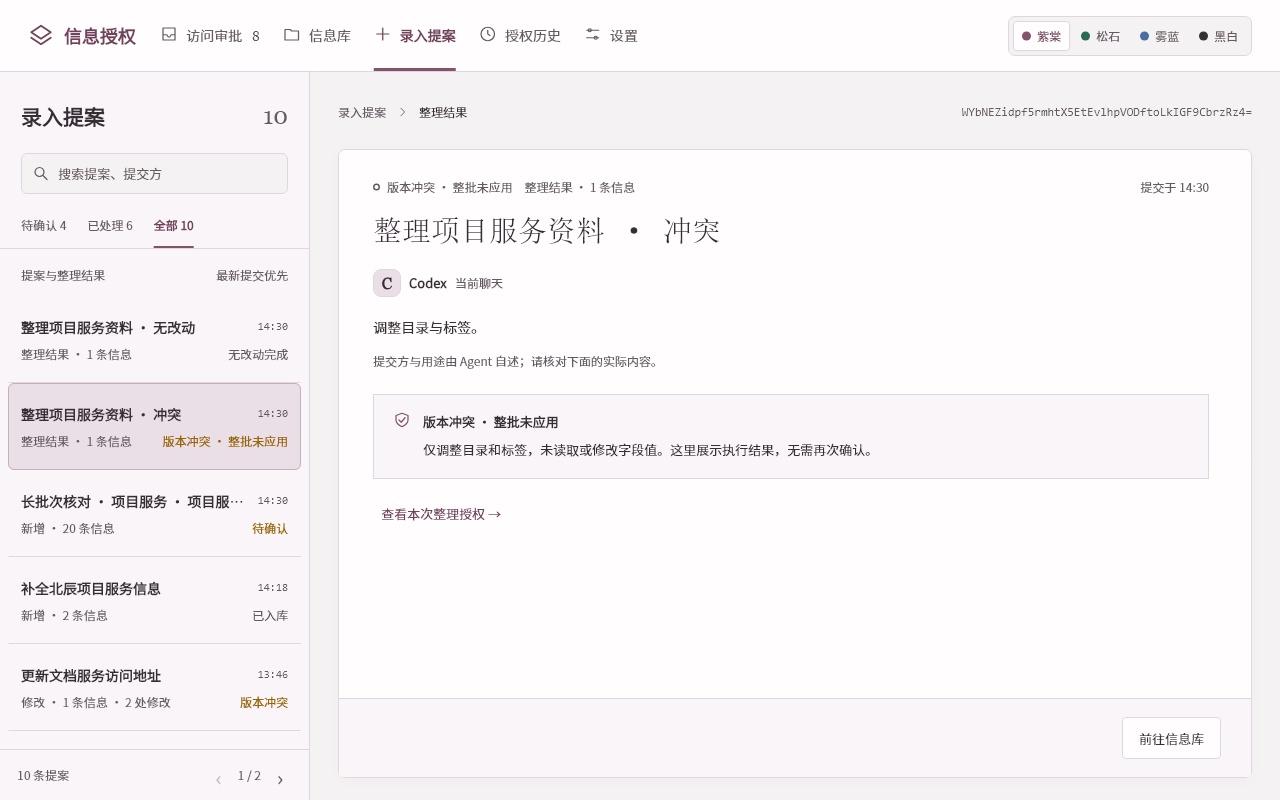 信息授权
访问审批 8
信息库
录入提案
授权历史
设置
紫棠
松石
雾蓝
黑白
录入提案 10
搜索提案、提交方
待确认 4
已处理 6
全部 10
提案与整理结果 最新提交优先
整理项目服务资料 · 无改动 14:30
整理结果 · 1 条信息 无改动完成
整理项目服务资料 · 冲突 14:30
整理结果 · 1 条信息 版本冲突 · 整批未应用
长批次核对 · 项目服务 · 项目服… 14:30
新增 · 20 条信息 待确认
补全北辰项目服务信息 14:18
新增 · 2 条信息 已入库
更新文档服务访问地址 13:46
修改 · 1 条信息 · 2 处修改 版本冲突
10 条提案 ‹ 1 / 2 ›
录入提案 > 整理结果
WYbNEZidpf5rmhtX5EtEvlhpVODftoLkIGF9CbrzRz4=
版本冲突 · 整批未应用 整理结果 · 1 条信息 提交于 14:30
整理项目服务资料 · 冲突
C Codex 当前聊天
调整目录与标签。
提交方与用途由 Agent 自述；请核对下面的实际内容。
版本冲突 · 整批未应用
仅调整目录和标签，未读取或修改字段值。这里展示执行结果，无需再次确认。
查看本次整理授权 →
前往信息库